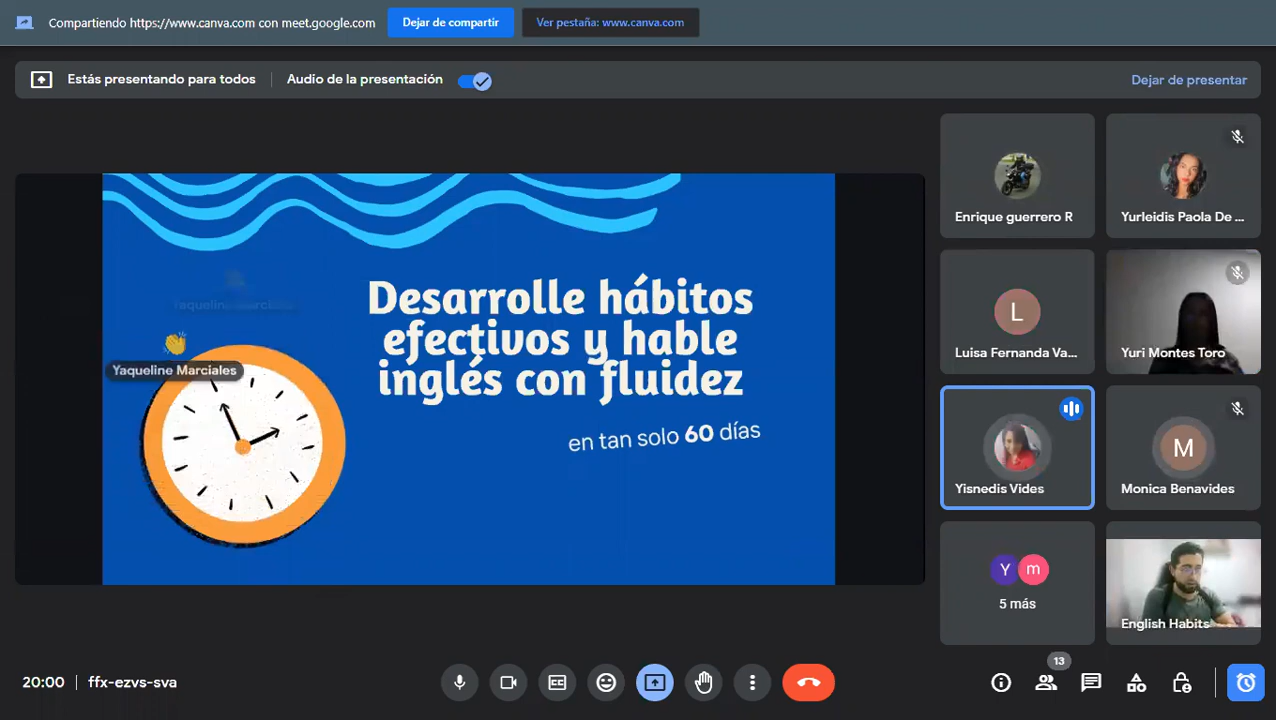 Compartiendo https://www.canva.com con meet.google.com
Dejar de compartir
Ver pestaña: www.canva.com
Estás presentando para todos
Audio de la presentación
Dejar de presentar
Enrique guerrero R
Yurleidis Paola De ...
Desarrolle hábitos
efectivos y hable
inglés con fluidez
en tan solo 60 días
Yaqueline Marciales
Yaqueline Marciales
L
Luisa Fernanda Va...
Yuri Montes Toro
Yisnedis Vides
M
Monica Benavides
Y
m
5 más
English Habits
20:00
ffx-ezvs-sva
13